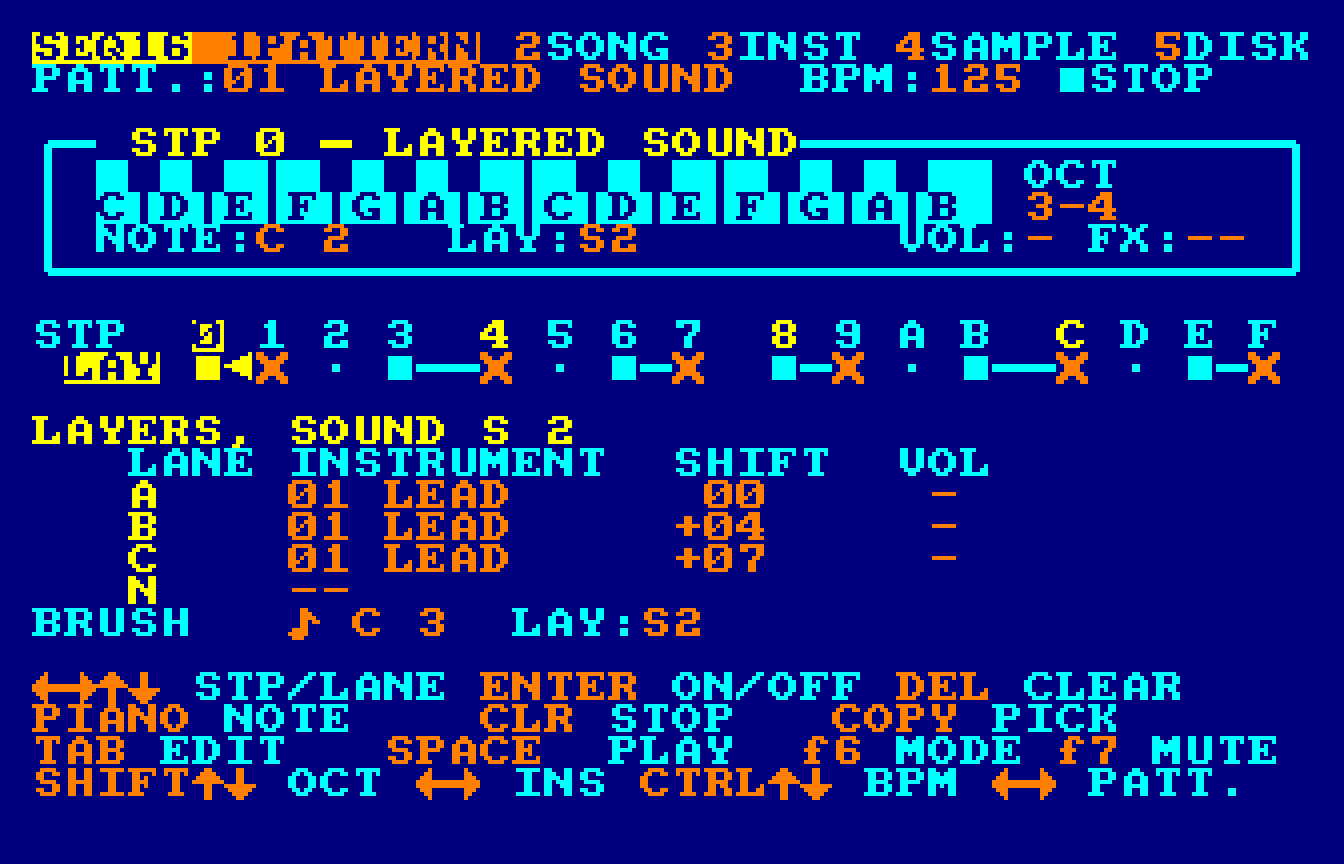 SEQ16 1PATTERN 2SONG 3INST 4SAMPLE 5DISK
PATT.:01 LAYERED SOUND BPM:125 ■STOP
STP 0 - LAYERED SOUND
OCT
C D E F G A B C D E F G A B 3-4
NOTE:C 2 LAY:S2 VOL:- FX:--
STP 0 1 2 3 4 5 6 7 8 9 A B C D E F
LAY
LAYERS, SOUND S 2
LANE INSTRUMENT SHIFT VOL
A 01 LEAD 00 -
B 01 LEAD +04 -
C 01 LEAD +07 -
N --
BRUSH ♪ C 3 LAY:S2
↔↑↓ STP/LANE ENTER ON/OFF DEL CLEAR
PIANO NOTE CLR STOP COPY PICK
TAB EDIT SPACE PLAY f6 MODE f7 MUTE
SHIFT↑↓ OCT ↔ INS CTRL↑↓ BPM ↔ PATT.